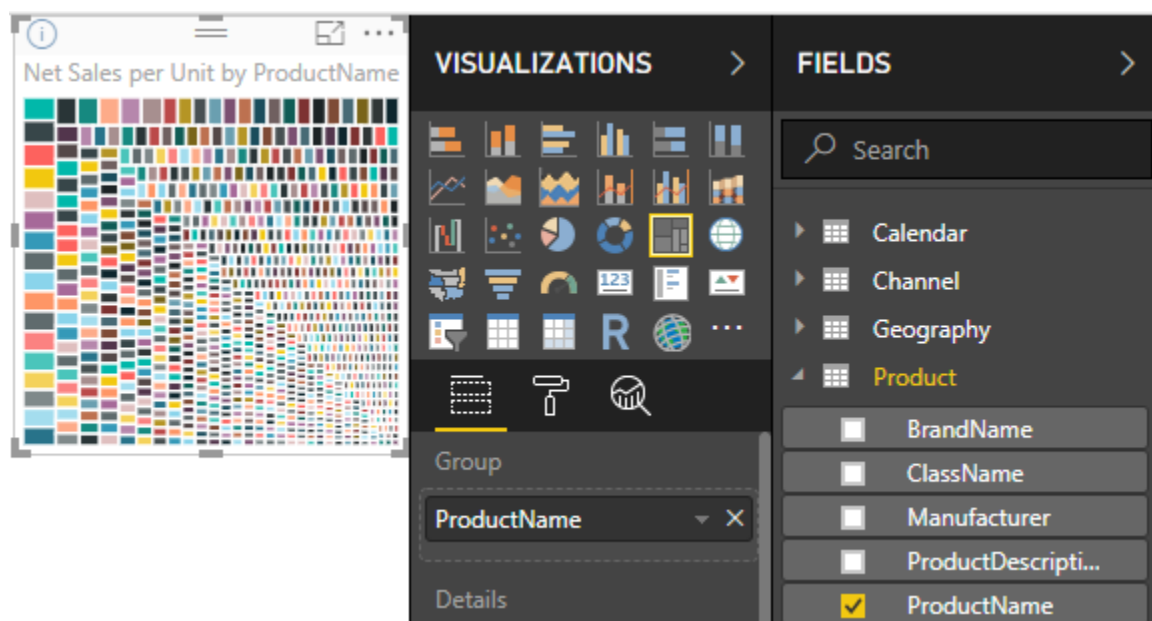 Net Sales per Unit by ProductName
VISUALIZATIONS
123
R
Group
ProductName
Details
FIELDS
Search
Calendar
Channel
Geography
Product
BrandName
ClassName
Manufacturer
ProductDescripti...
ProductName